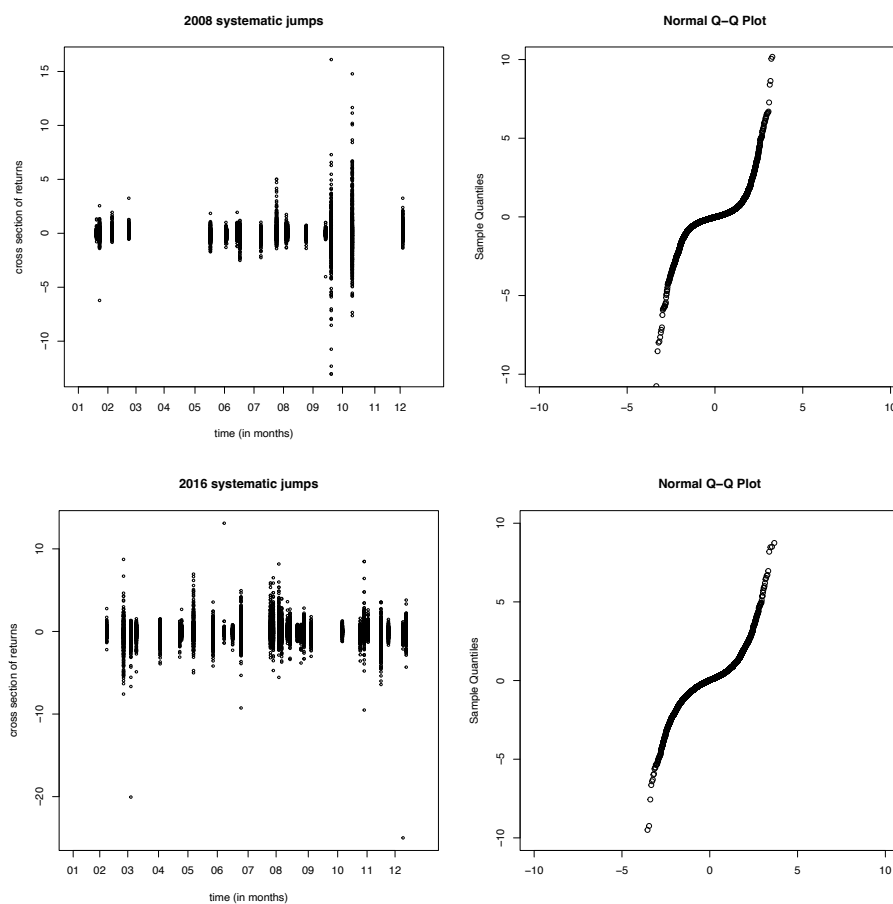 2008 systematic jumps
cross section of returns
15
10
5
0
−5
−10
01 02 03 04 05 06 07 08 09 10 11 12
time (in months)
Normal Q−Q Plot
Sample Quantiles
10
5
0
−5
−10
−10 −5 0 5 10
2016 systematic jumps
cross section of returns
10
0
−10
−20
01 02 03 04 05 06 07 08 09 10 11 12
time (in months)
Normal Q−Q Plot
Sample Quantiles
10
5
0
−5
−10
−10 −5 0 5 10